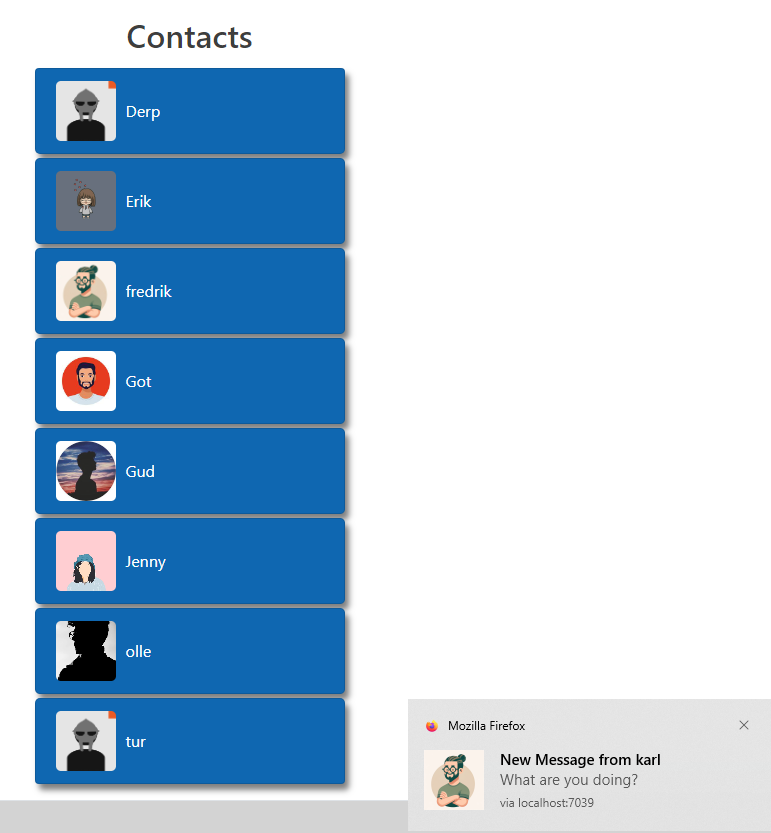 Contacts
Derp
Erik
fredrik
Got
Gud
Jenny
olle
tur
Mozilla Firefox
New Message from karl
What are you doing?
via localhost:7039